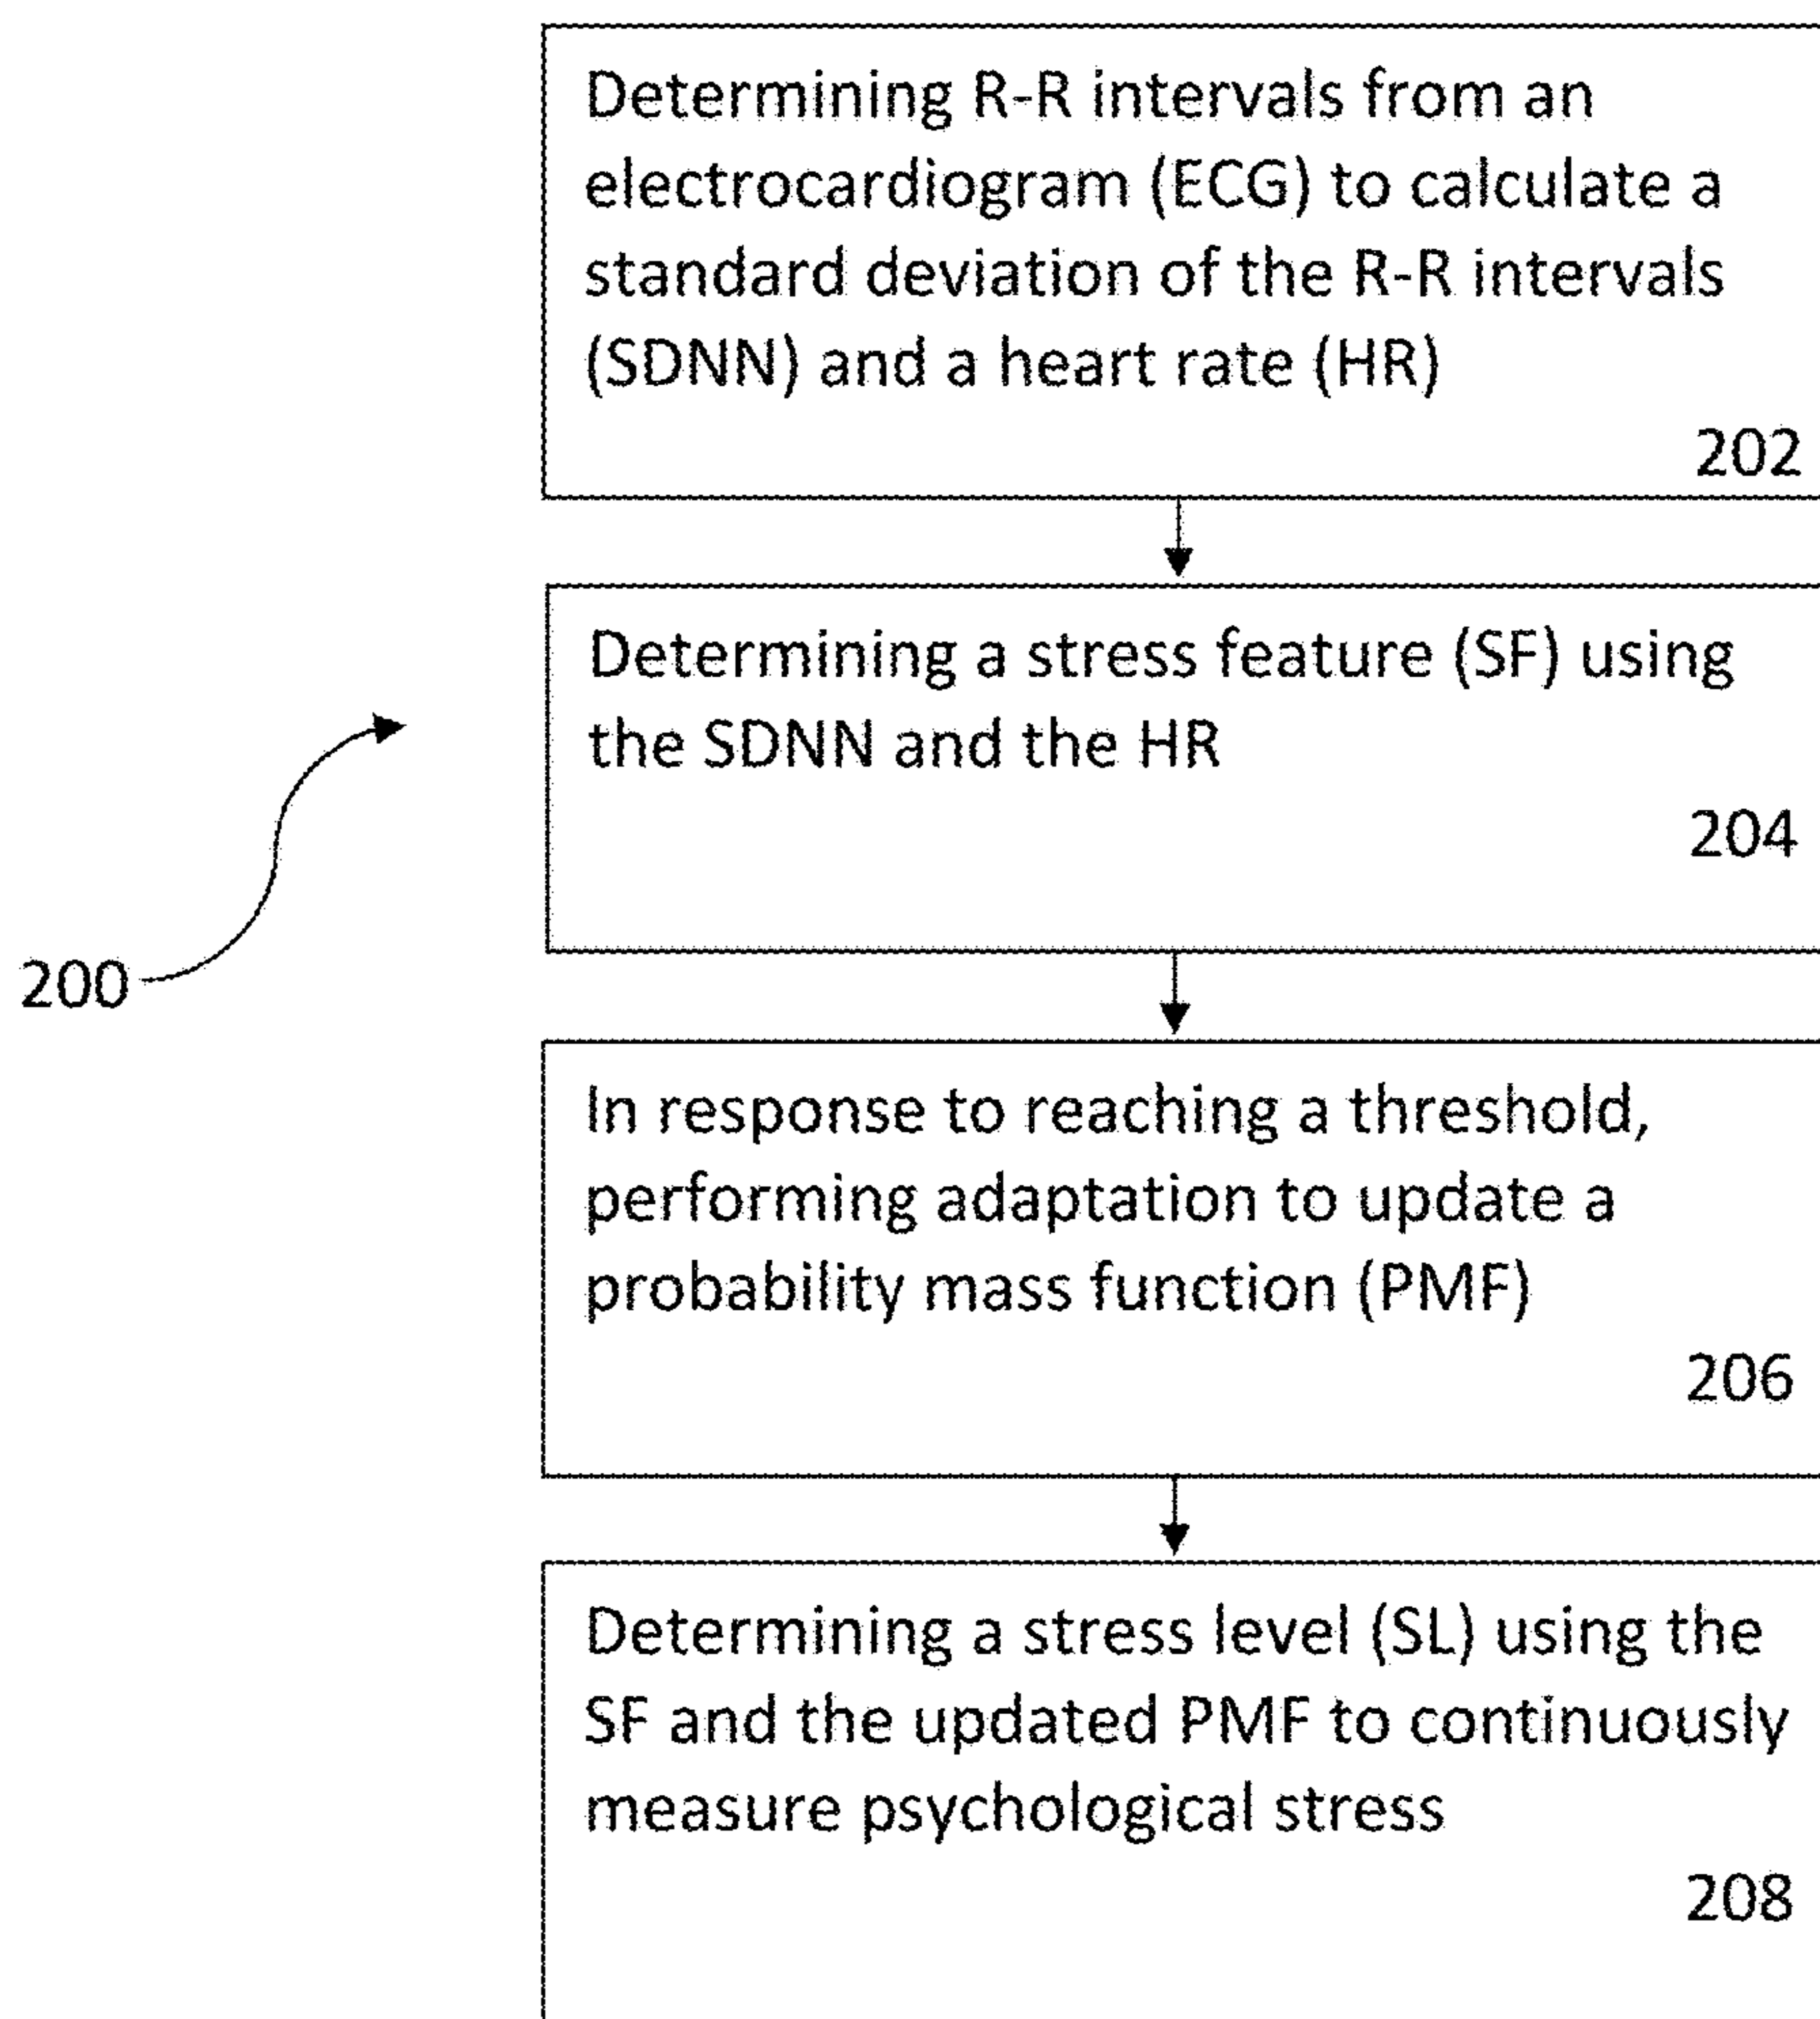 Determining R-R intervals from an
electrocardiogram (ECG) to calculate a
standard deviation of the R-R intervals
(SDNN) and a heart rate (HR)
202
Determining a stress feature (SF) using
the SDNN and the HR
204
200
In response to reaching a threshold,
performing adaptation to update a
probability mass function (PMF)
206
Determining a stress level (SL) using the
SF and the updated PMF to continuously
measure psychological stress
208